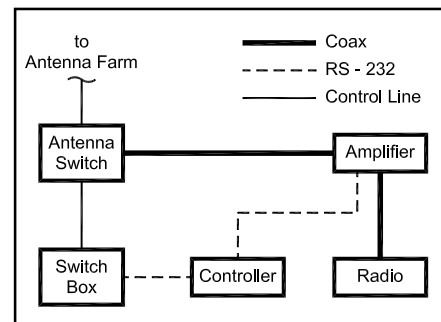 to
Antenna Farm
Coax
RS - 232
Control Line
Antenna
Switch
Amplifier
Switch
Box
Controller
Radio